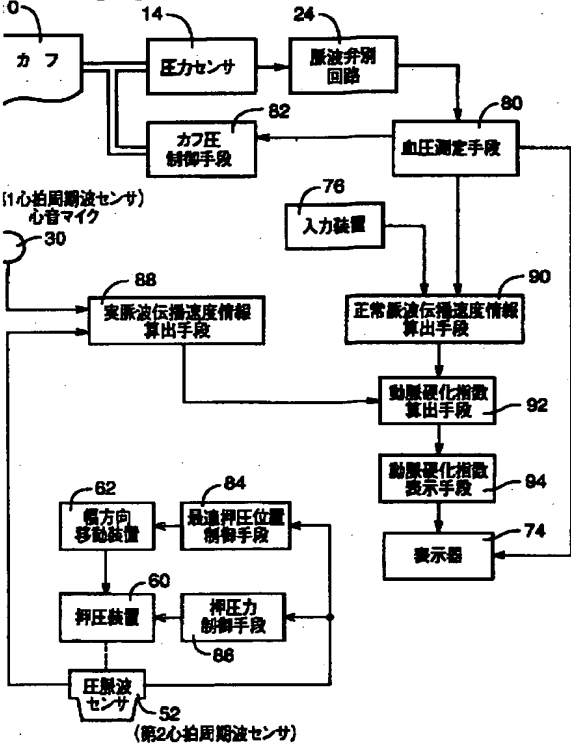 0
14
24
カフ
圧力センサ
脈波弁別
回路
82
80
カフ圧
制御手段
血圧測定手段
1心拍周期波センサ)
心音マイク
30
76
入力装置
88
90
実脈波伝播速度情報
算出手段
正常脈波伝播速度情報
算出手段
動脈硬化指数
算出手段
92
動脈硬化指数
表示手段
94
62
84
幅方向
移動装置
最適押圧位置
制御手段
74
表示器
60
押圧装置
押圧力
制御手段
86
圧脈波
センサ
52
(第2心拍周期波センサ)